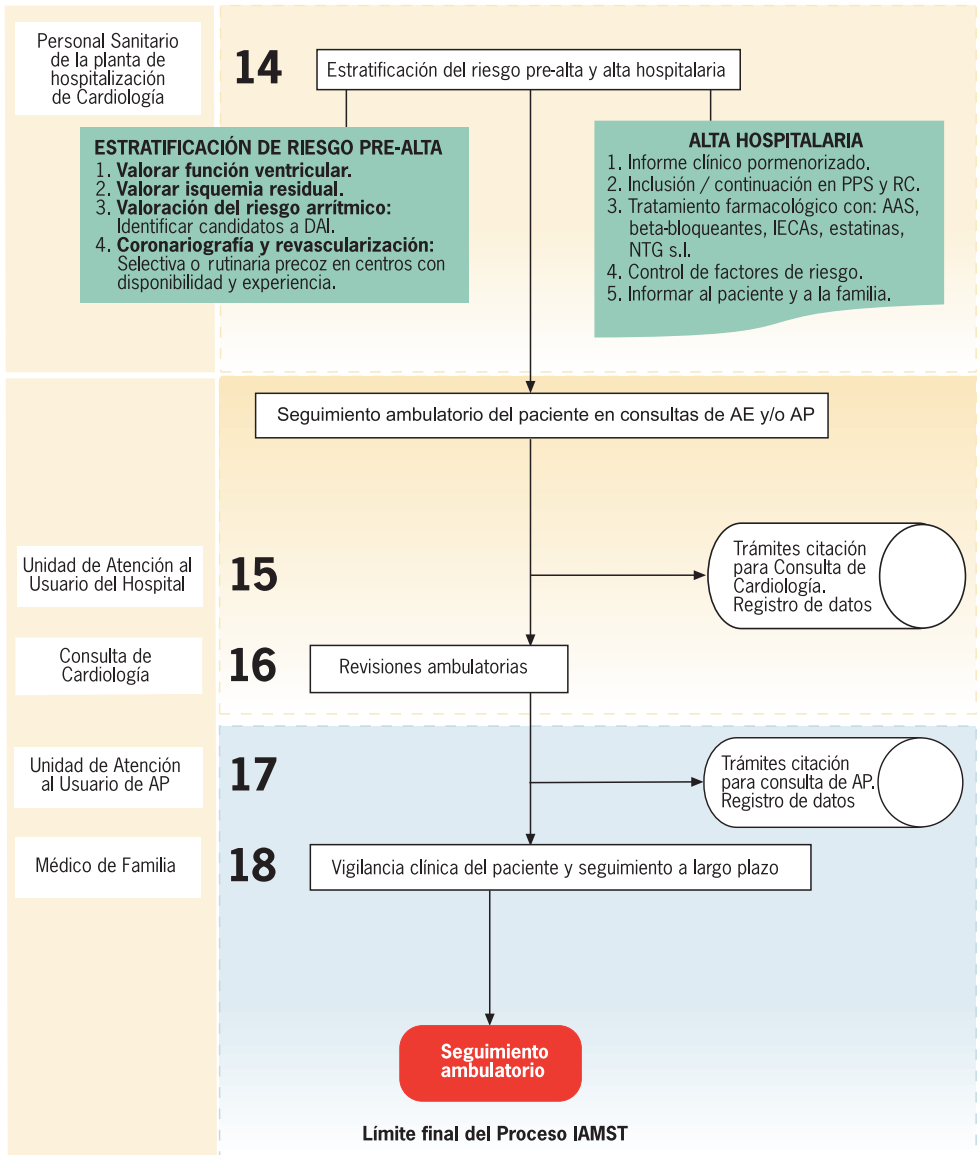 Personal Sanitario
de la planta de
hospitalización
de Cardiología
14
Estratificación del riesgo pre-alta y alta hospitalaria
ESTRATIFICACIÓN DE RIESGO PRE-ALTA
1. Valorar función ventricular.
2. Valorar isquemia residual.
3. Valoración del riesgo arrítmico:
Identificar candidatos a DAI.
4. Coronariografía y revascularización:
Selectiva o rutinaria precoz en centros con
disponibilidad y experiencia.
ALTA HOSPITALARIA
1. Informe clínico pormenorizado.
2. Inclusión / continuación en PPS y RC.
3. Tratamiento farmacológico con: AAS,
beta-bloqueantes, IECAs, estatinas,
NTG s.l.
4. Control de factores de riesgo.
5. Informar al paciente y a la familia.
Seguimiento ambulatorio del paciente en consultas de AE y/o AP
Unidad de Atención al
Usuario del Hospital
15
Trámites citación
para Consulta de
Cardiología.
Registro de datos
Consulta de
Cardiología
16
Revisiones ambulatorias
Unidad de Atención
al Usuario de AP
17
Trámites citación
para consulta de AP.
Registro de datos
Médico de Familia
18
Vigilancia clínica del paciente y seguimiento a largo plazo
Seguimiento
ambulatorio
Límite final del Proceso IAMST